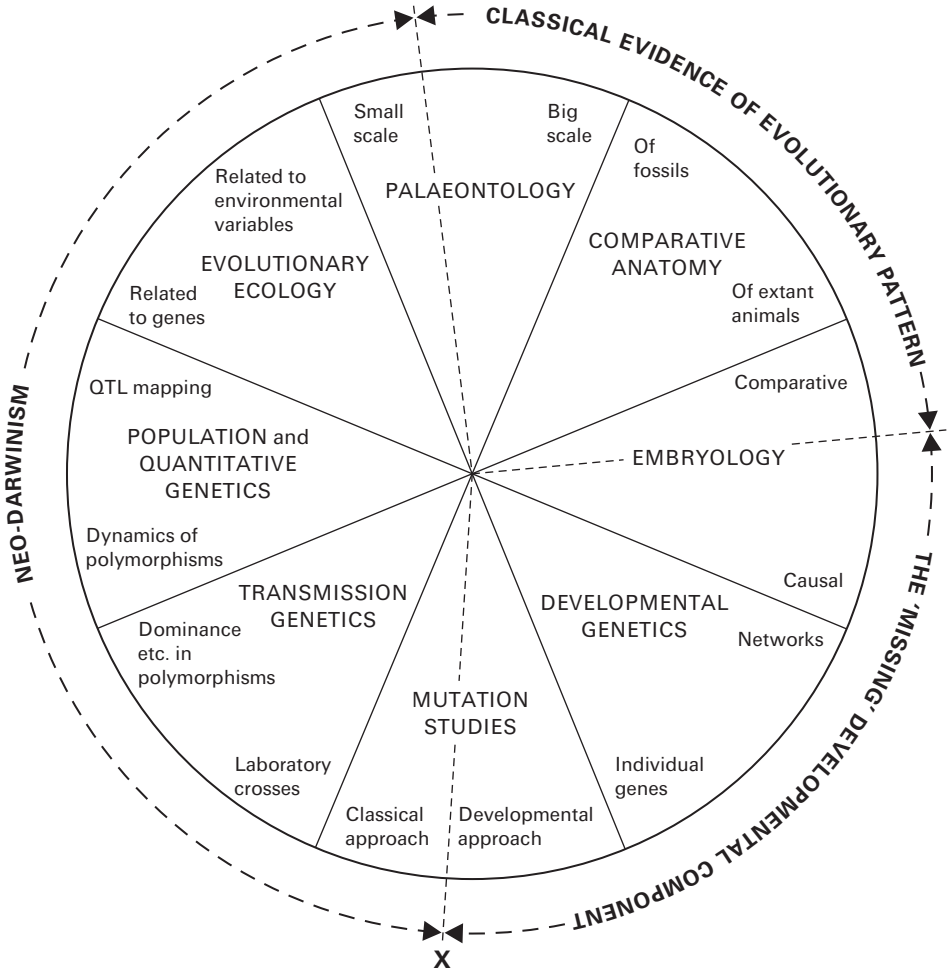 CLASSICAL EVIDENCE OF EVOLUTIONARY PATTERN
Small
scale
Big
scale
PALAEONTOLOGY
Of
fossils
COMPARATIVE
ANATOMY
Of extant
animals
Related to
environmental
variables
EVOLUTIONARY
ECOLOGY
Related
to genes
Comparative
EMBRYOLOGY
Causal
QTL mapping
POPULATION and
QUANTITATIVE
GENETICS
Dynamics of
polymorphisms
NEO-DARWINISM
THE ‘MISSING’ DEVELOPMENTAL COMPONENT
TRANSMISSION
GENETICS
Dominance
etc. in
polymorphisms
Laboratory
crosses
DEVELOPMENTAL
GENETICS
Networks
Individual
genes
MUTATION
STUDIES
Classical
approach
Developmental
approach
X